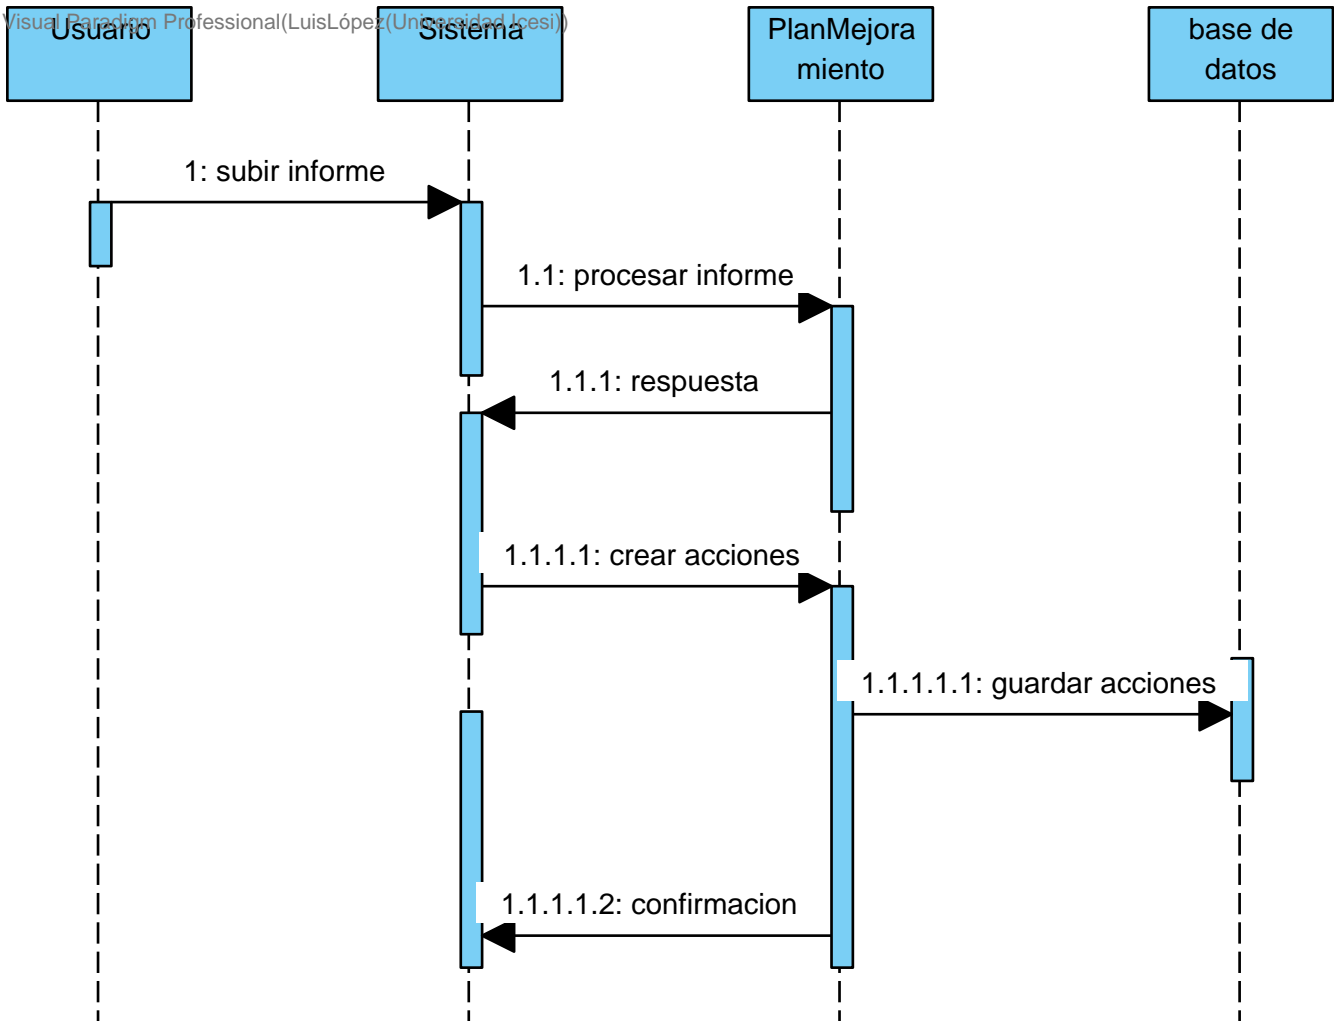 Visual Paradigm Professional(LuisLópez(Universidad Icesi))
Usuario
Sistema
PlanMejora
miento
base de
datos
1: subir informe
1.1: procesar informe
1.1.1: respuesta
1.1.1.1: crear acciones
1.1.1.1.1: guardar acciones
1.1.1.1.2: confirmacion